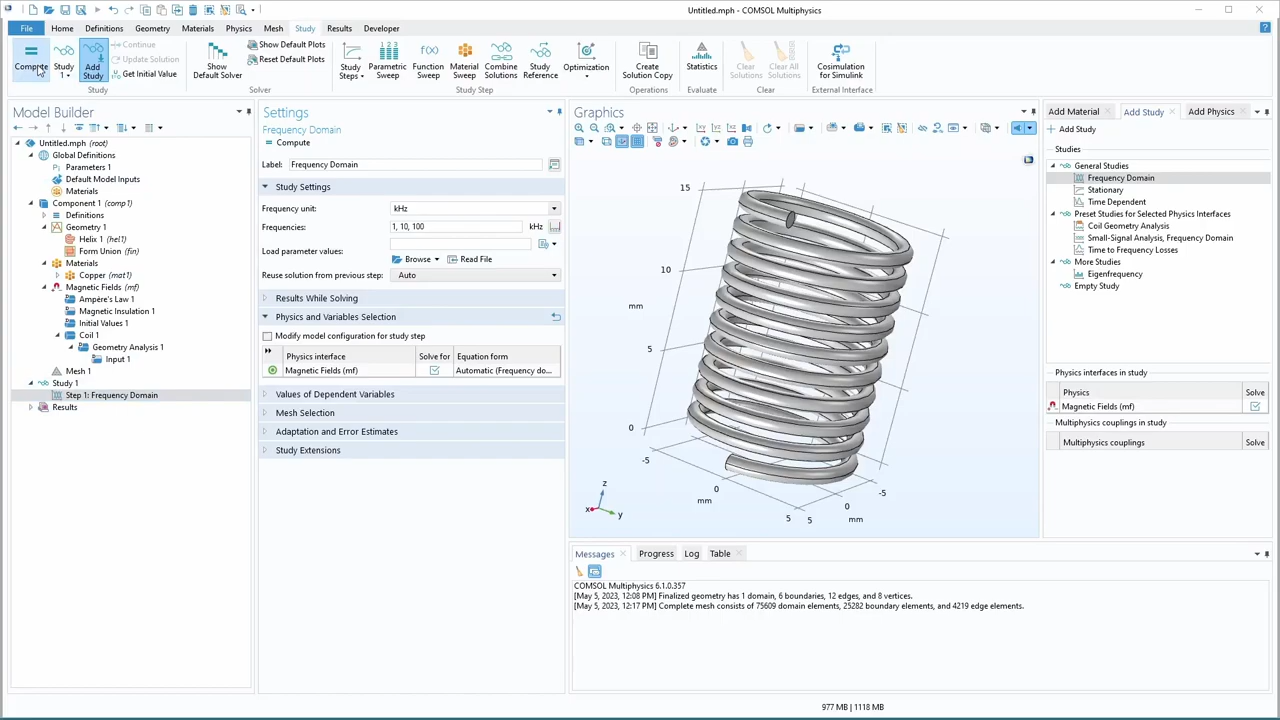 Untitled.mph - COMSOL Multiphysics
File Home Definitions Geometry Materials Physics Mesh Study Results Developer
Compute
Study 1
Add Study
Continue
Update Solution
Get Initial Value
Study
Show Default Solver
Show Default Plots
Reset Default Plots
Solver
Study Steps
Parametric Sweep
Function Sweep
Material Sweep
Combine Solutions
Study Reference
Optimization
Study Step
Create Solution Copy
Operations
Statistics
Evaluate
Clear Solutions
Clear All Solutions
Clear
Cosimulation for Simulink
External Interface
Model Builder
Untitled.mph (root)
Global Definitions
Parameters 1
Default Model Inputs
Materials
Component 1 (comp1)
Definitions
Geometry 1
Helix 1 (hel1)
Form Union (fin)
Materials
Copper (mat1)
Magnetic Fields (mf)
Ampère's Law 1
Magnetic Insulation 1
Initial Values 1
Coil 1
Geometry Analysis 1
Input 1
Mesh 1
Study 1
Step 1: Frequency Domain
Results
Settings
Frequency Domain
Compute
Label: Frequency Domain
Study Settings
Frequency unit: kHz
Frequencies: 1, 10, 100 kHz
Load parameter values:
Browse Read File
Reuse solution from previous step: Auto
Results While Solving
Physics and Variables Selection
Modify model configuration for study step
Physics interface Solve for Equation form
Magnetic Fields (mf) Automatic (Frequency do...
Values of Dependent Variables
Mesh Selection
Adaptation and Error Estimates
Study Extensions
Graphics
15
10
mm
5
0
-5
0
mm
5
5
mm
0
-5
z
x
y
Messages Progress Log Table
COMSOL Multiphysics 6.1.0.357
[May 5, 2023, 12:08 PM] Finalized geometry has 1 domain, 6 boundaries, 12 edges, and 8 vertices.
[May 5, 2023, 12:17 PM] Complete mesh consists of 75609 domain elements, 25282 boundary elements, and 4219 edge elements.
Add Material Add Study Add Physics
Add Study
Studies
General Studies
Frequency Domain
Stationary
Time Dependent
Preset Studies for Selected Physics Interfaces
Coil Geometry Analysis
Small-Signal Analysis, Frequency Domain
Time to Frequency Losses
More Studies
Eigenfrequency
Empty Study
Physics interfaces in study
Physics Solve
Magnetic Fields (mf)
Multiphysics couplings in study
Multiphysics couplings Solve
977 MB | 1118 MB